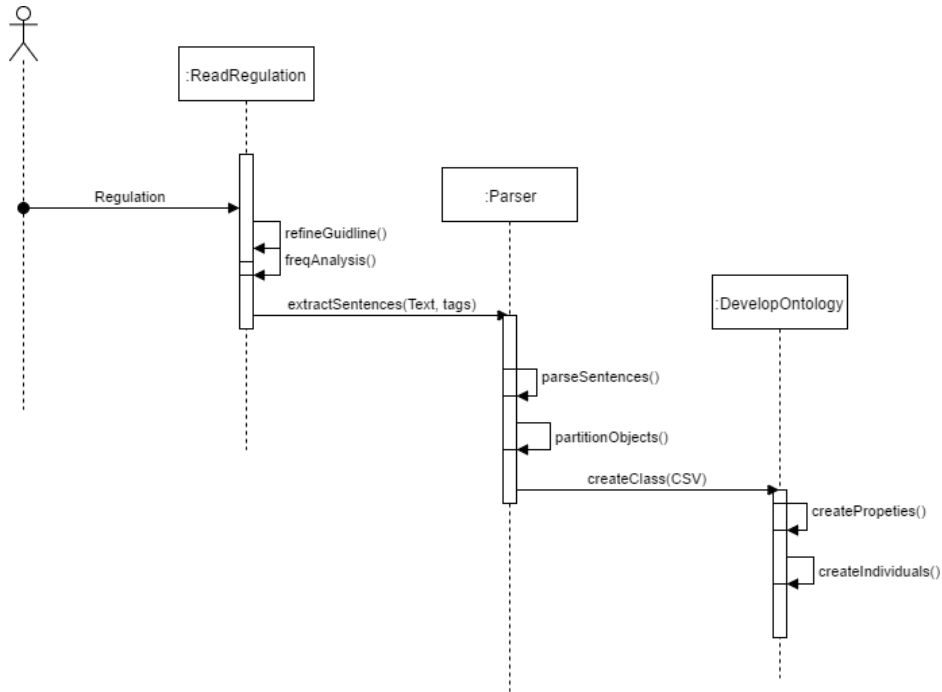 :ReadRegulation
:Parser
Regulation
refineGuidline()
freqAnalysis()
extractSentences(Text, tags)
:DevelopOntology
parseSentences()
partitionObjects()
createClass(CSV)
createPropeties()
createIndividuals()